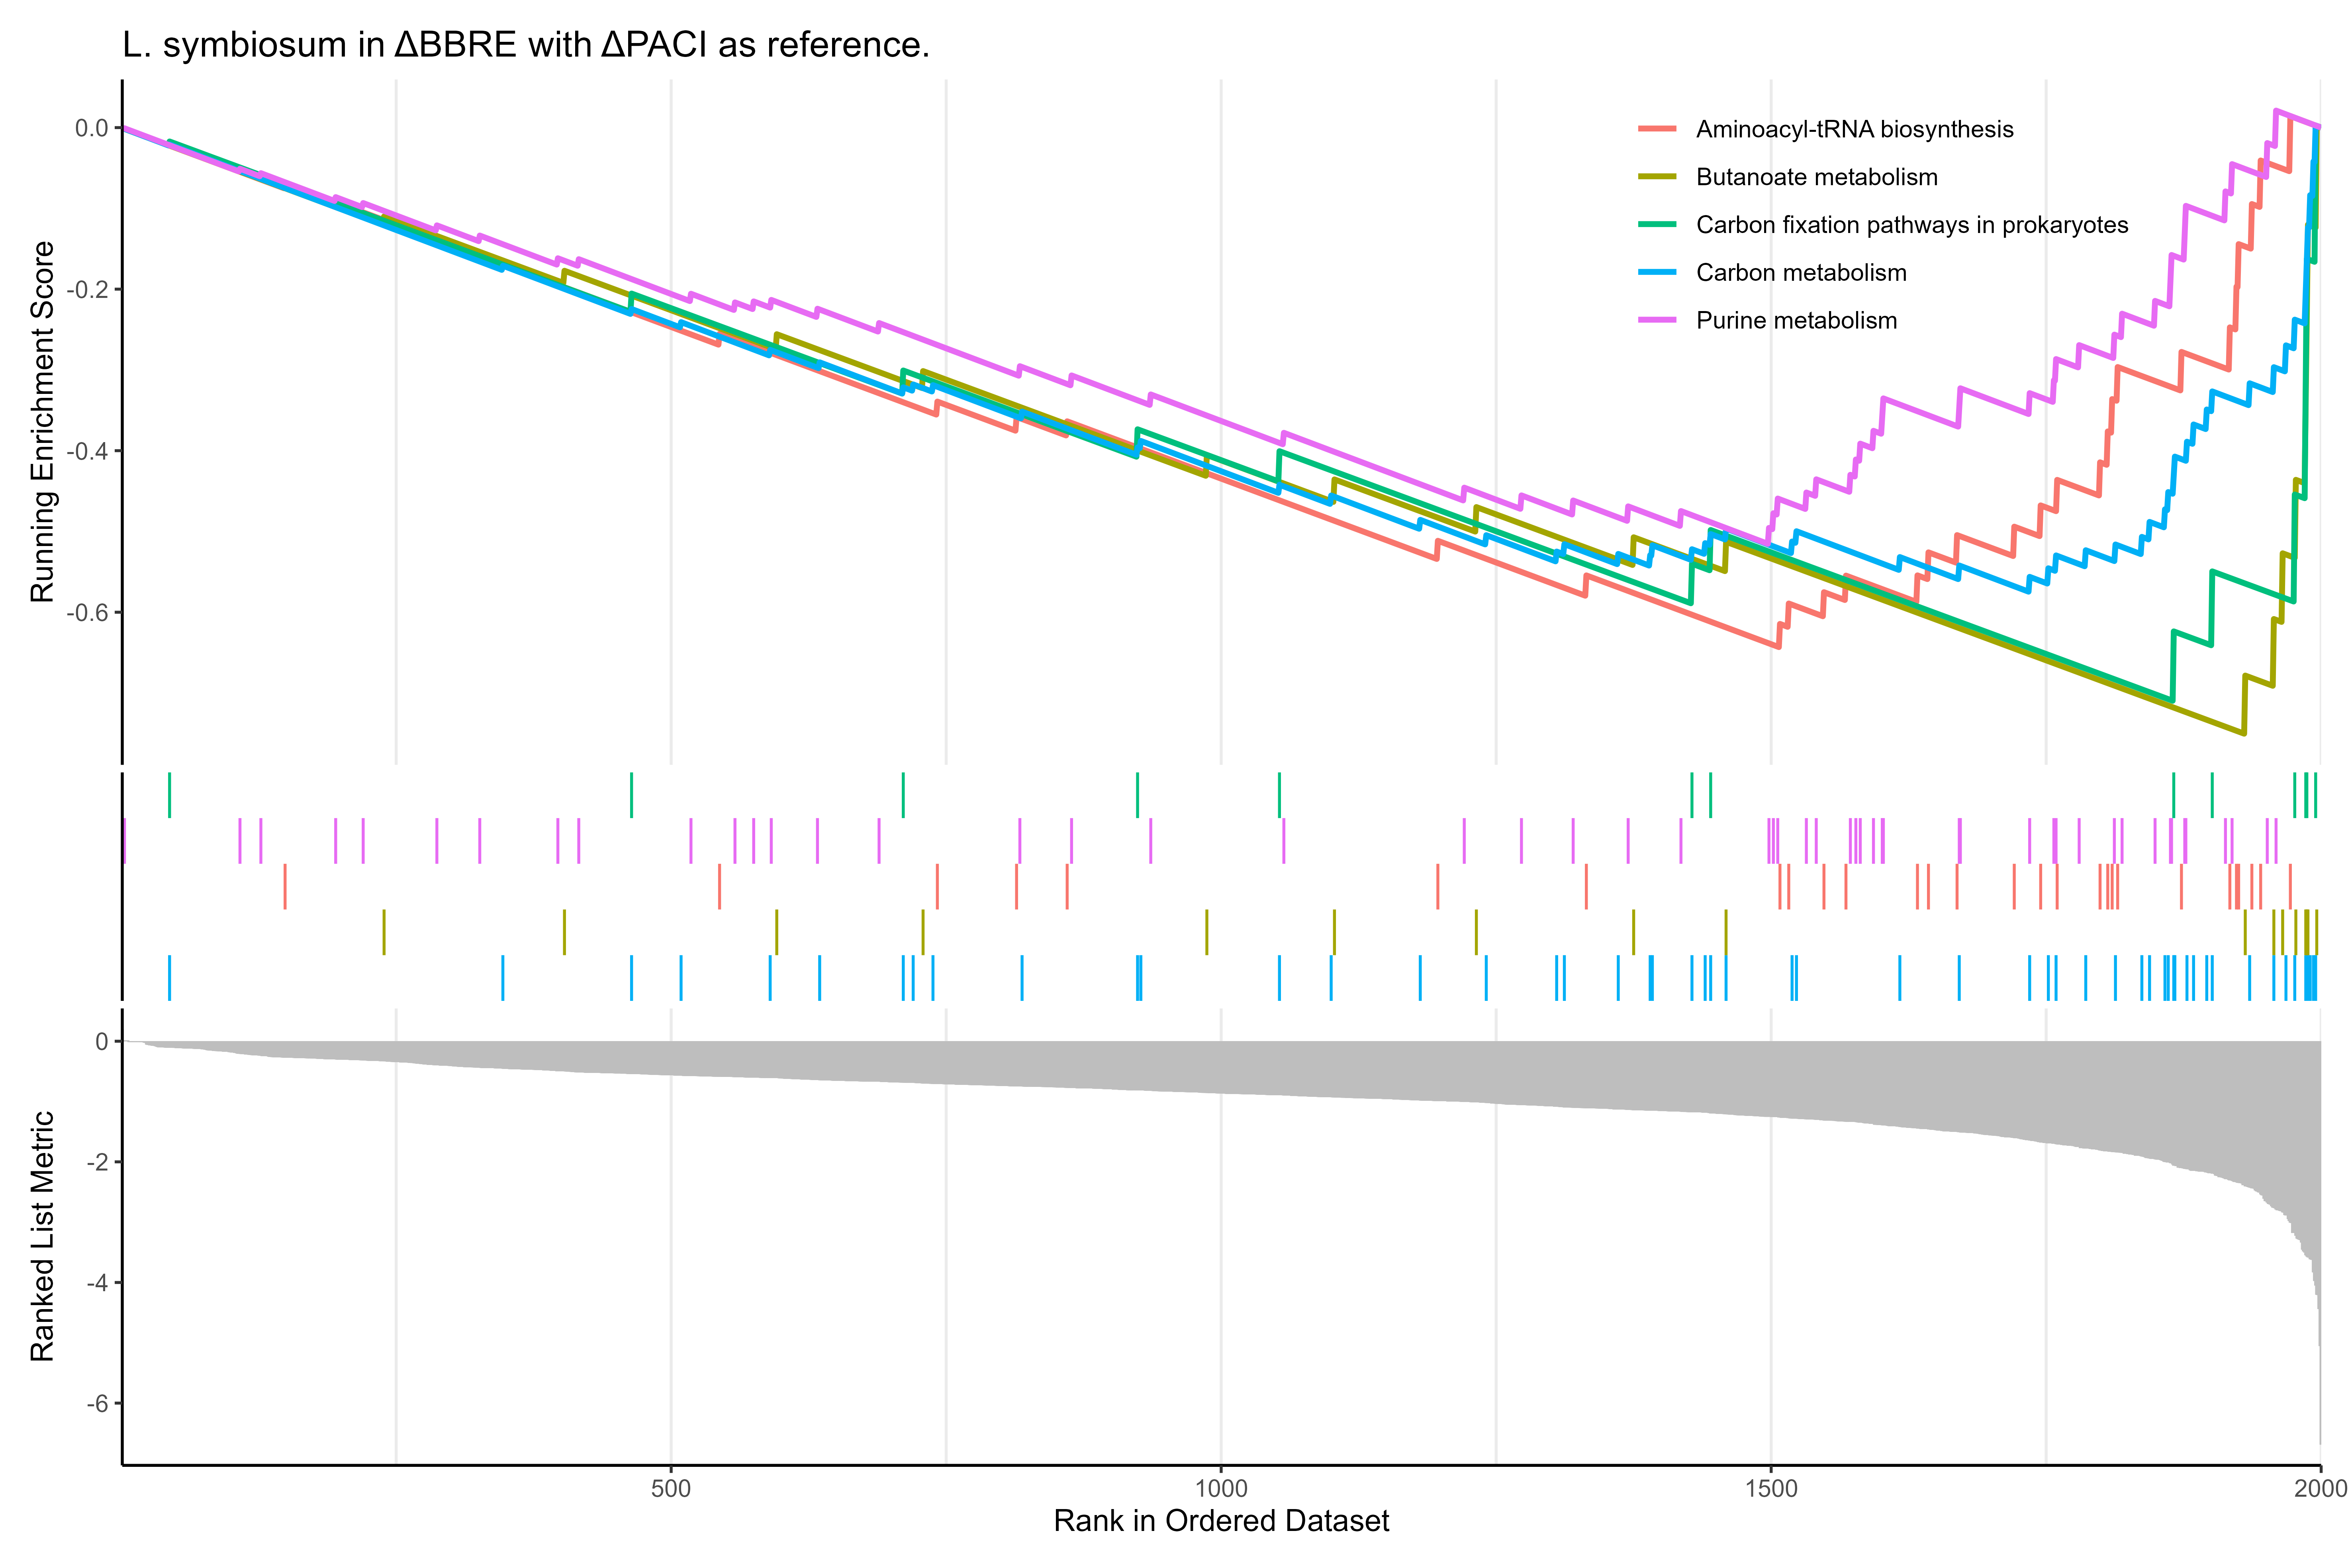 L. symbiosum in ΔBBRE with ΔPACI as reference.
Running Enrichment Score
0.0
-0.2
-0.4
-0.6
Aminoacyl-tRNA biosynthesis
Butanoate metabolism
Carbon fixation pathways in prokaryotes
Carbon metabolism
Purine metabolism
Ranked List Metric
0
-2
-4
-6
500
1000
1500
2000
Rank in Ordered Dataset